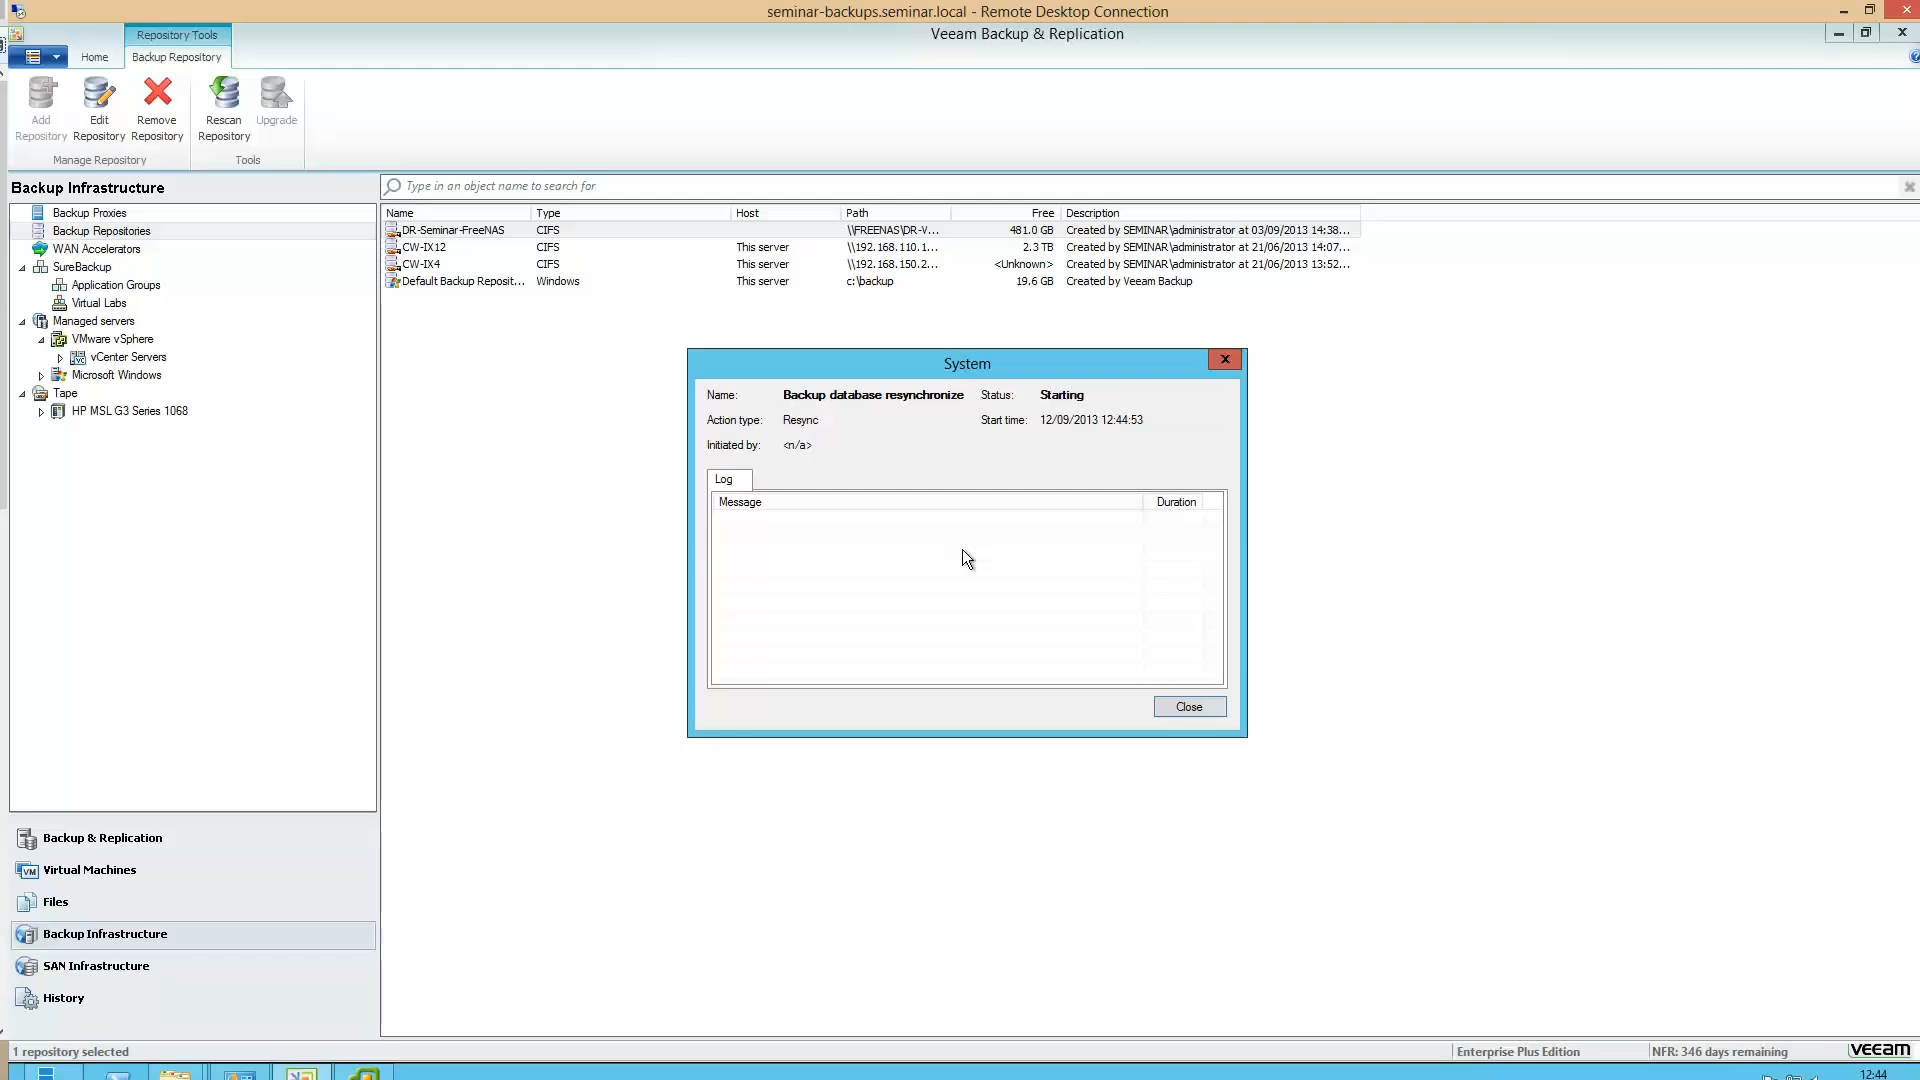 seminar-backups.seminar.local - Remote Desktop Connection
Repository Tools
Veeam Backup & Replication
Home
Backup Repository
Add Repository
Edit Repository
Remove Repository
Rescan Repository
Upgrade
Manage Repository
Tools
Backup Infrastructure
Type in an object name to search for
Backup Proxies
Backup Repositories
WAN Accelerators
SureBackup
Application Groups
Virtual Labs
Managed servers
VMware vSphere
vCenter Servers
Microsoft Windows
Tape
HP MSL G3 Series 1068
Name Type Host Path Free Description
DR-Seminar-FreeNAS CIFS \\FREENAS\DR-V... 481.0 GB Created by SEMINAR\administrator at 03/09/2013 14:38...
CW-IX12 CIFS This server \\192.168.110.1... 2.3 TB Created by SEMINAR\administrator at 21/06/2013 14:07...
CW-IX4 CIFS This server \\192.168.150.2... <Unknown> Created by SEMINAR\administrator at 21/06/2013 13:52...
Default Backup Reposit... Windows This server c:\backup 19.6 GB Created by Veeam Backup
System
Name: Backup database resynchronize Status: Starting
Action type: Resync Start time: 12/09/2013 12:44:53
Initiated by: <n/a>
Log
Message Duration
Close
Backup & Replication
Virtual Machines
Files
Backup Infrastructure
SAN Infrastructure
History
1 repository selected
Enterprise Plus Edition
NFR: 346 days remaining
veeam
12:44